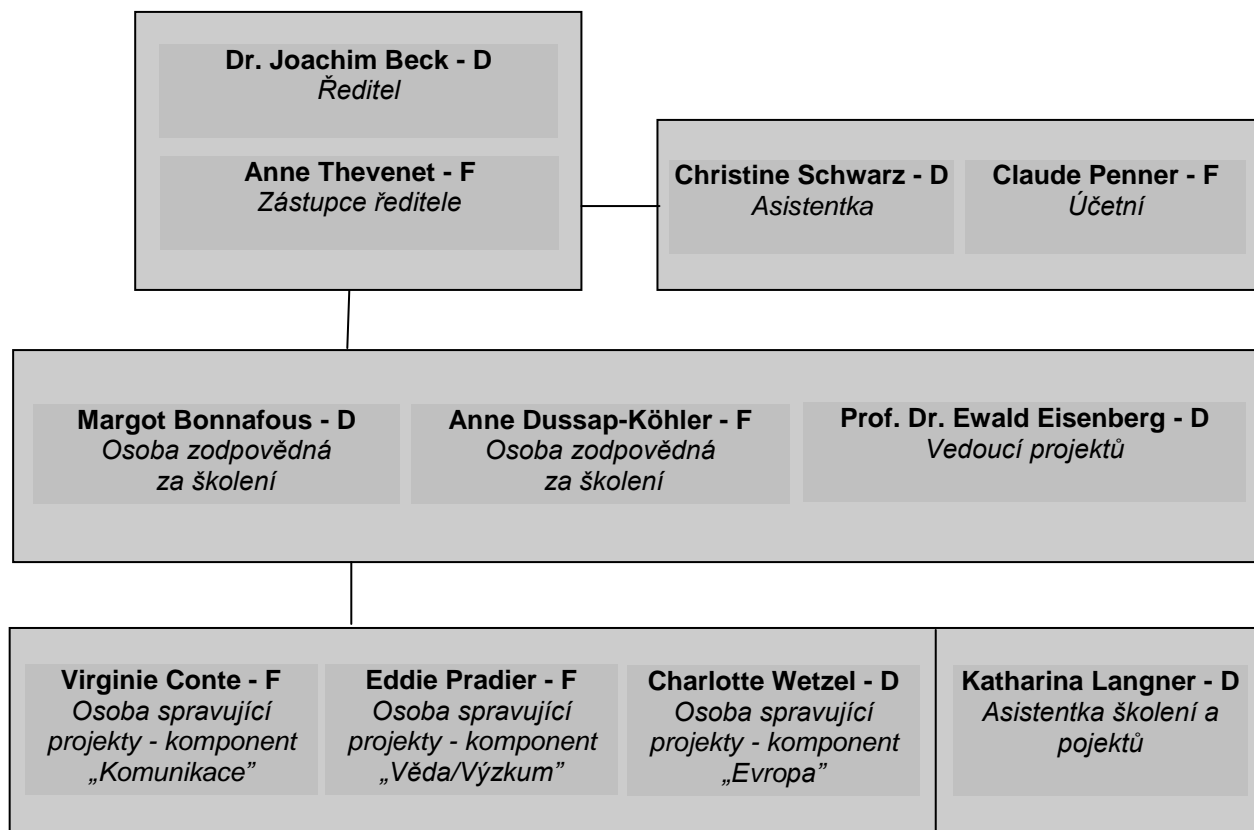 Dr. Joachim Beck - D
Ředitel
Anne Thevenet - F
Zástupce ředitele
Christine Schwarz - D
Asistentka
Claude Penner - F
Účetní
Margot Bonnafous - D
Osoba zodpovědná
za školení
Anne Dussap-Köhler - F
Osoba zodpovědná
za školení
Prof. Dr. Ewald Eisenberg - D
Vedoucí projektů
Virginie Conte - F
Osoba spravující
projekty - komponent
„Komunikace”
Eddie Pradier - F
Osoba spravující
projekty - komponent
„Věda/Výzkum”
Charlotte Wetzel - D
Osoba spravující
projekty - komponent
„Evropa”
Katharina Langner - D
Asistentka školení a
pojektů